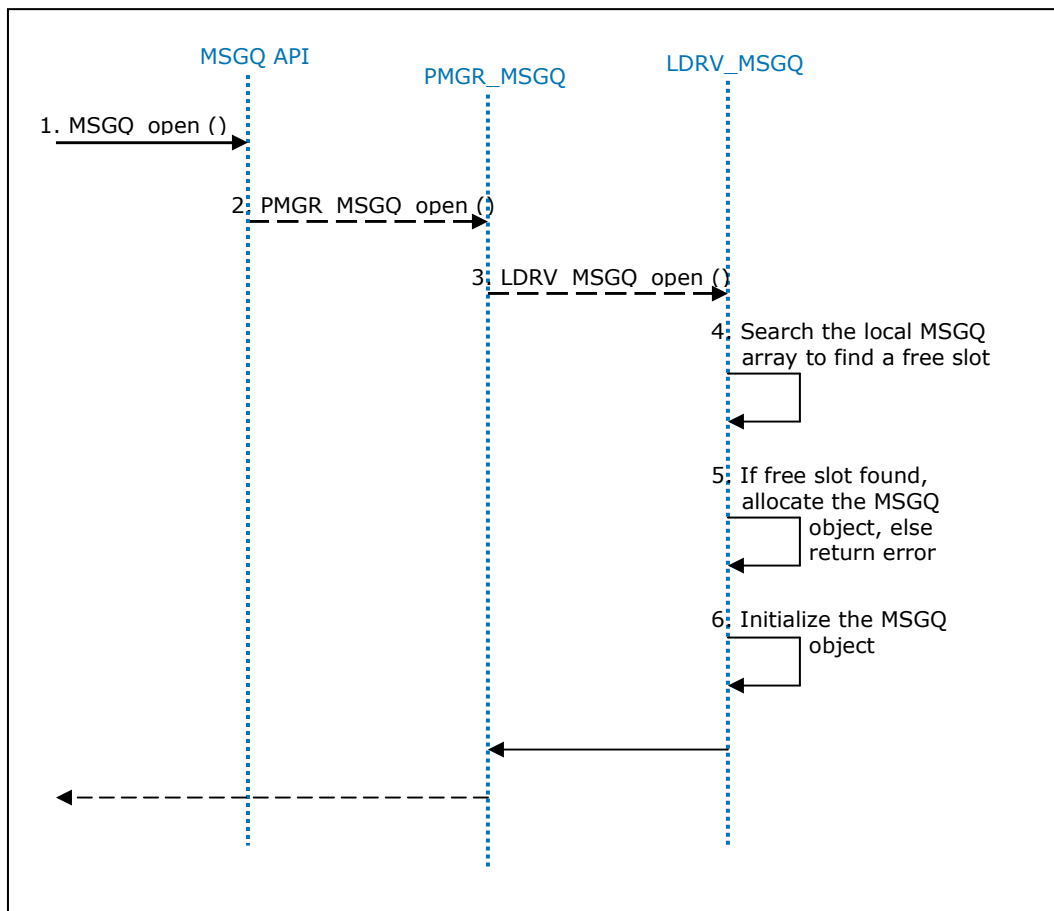 MSGQ API
PMGR_MSGQ
LDRV_MSGQ
1. MSGQ_open ()
2. PMGR_MSGQ_open ()
3. LDRV_MSGQ_open ()
4. Search the local MSGQ
array to find a free slot
5. If free slot found,
allocate the MSGQ
object, else
return error
6. Initialize the MSGQ
object